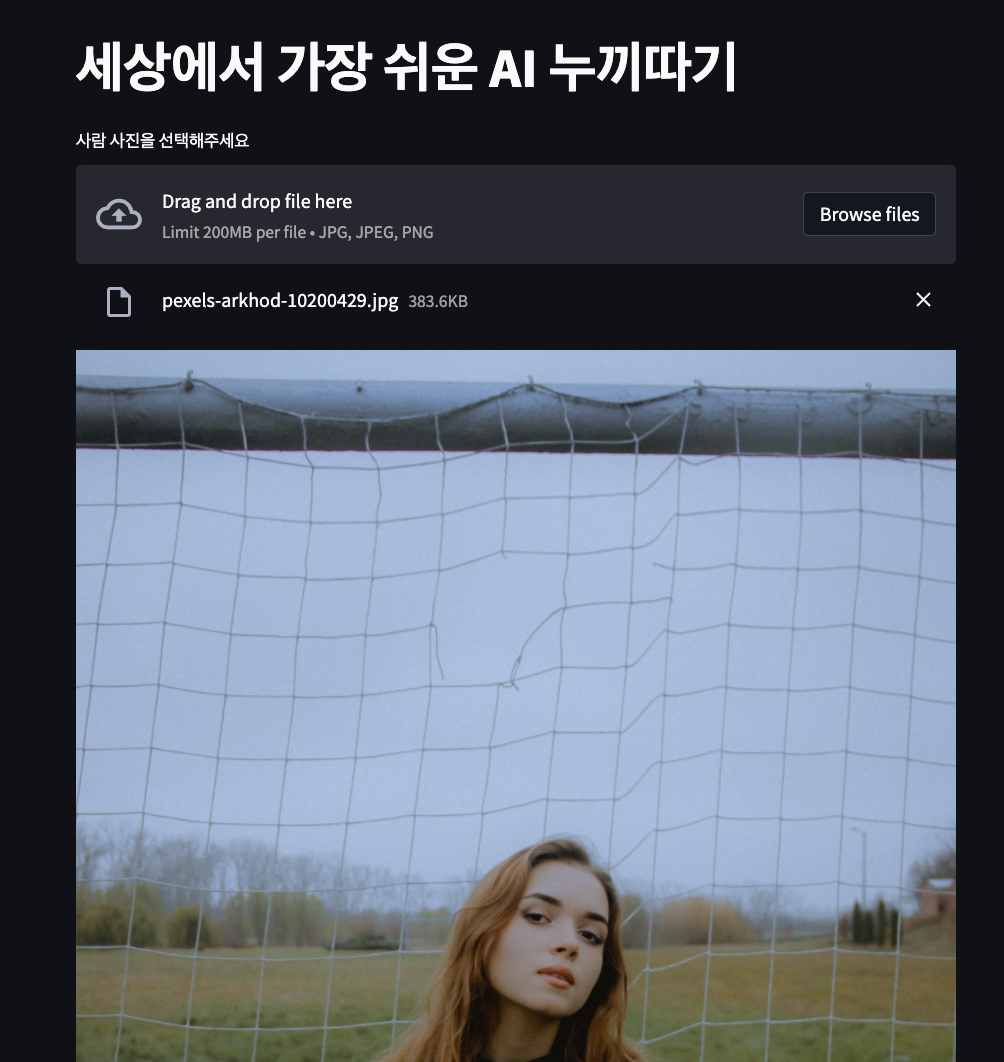 세상에서 가장 쉬운 AI 누끼따기
사람 사진을 선택해주세요
Drag and drop file here
Limit 200MB per file • JPG, JPEG, PNG
Browse files
pexels-arkhod-10200429.jpg 383.6KB